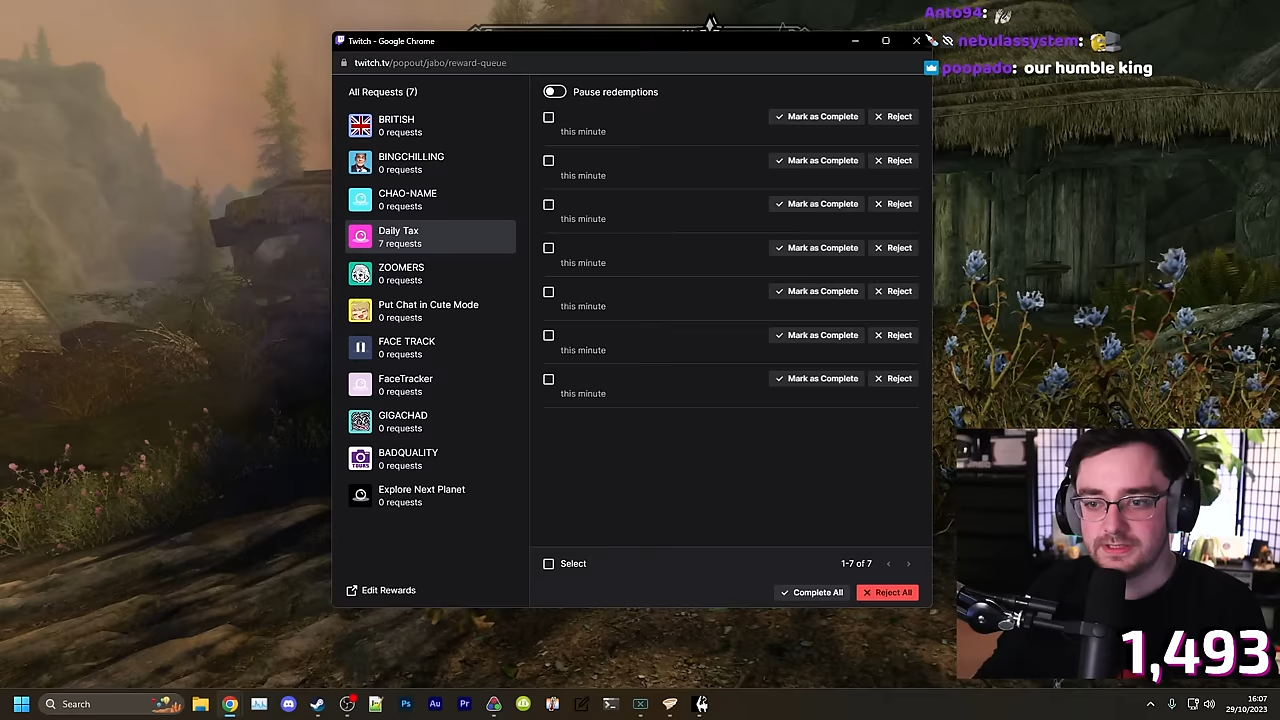 Anto94:
nebulassystem:
poopado: our humble king
Twitch - Google Chrome
twitch.tv/popout/jabo/reward-queue
All Requests (7)
BRITISH
0 requests
BINGCHILLING
0 requests
CHAO-NAME
0 requests
Daily Tax
7 requests
ZOOMERS
0 requests
Put Chat in Cute Mode
0 requests
FACE TRACK
0 requests
FaceTracker
0 requests
GIGACHAD
0 requests
TOURS
BADQUALITY
0 requests
Explore Next Planet
0 requests
Edit Rewards
Pause redemptions
Mark as Complete Reject
this minute
Mark as Complete Reject
this minute
Mark as Complete Reject
this minute
Mark as Complete Reject
this minute
Mark as Complete Reject
this minute
Mark as Complete Reject
this minute
Mark as Complete Reject
this minute
Select 1-7 of 7
Complete All Reject All
1,493
Search
Ps Au Pr
16:07
29/10/2023